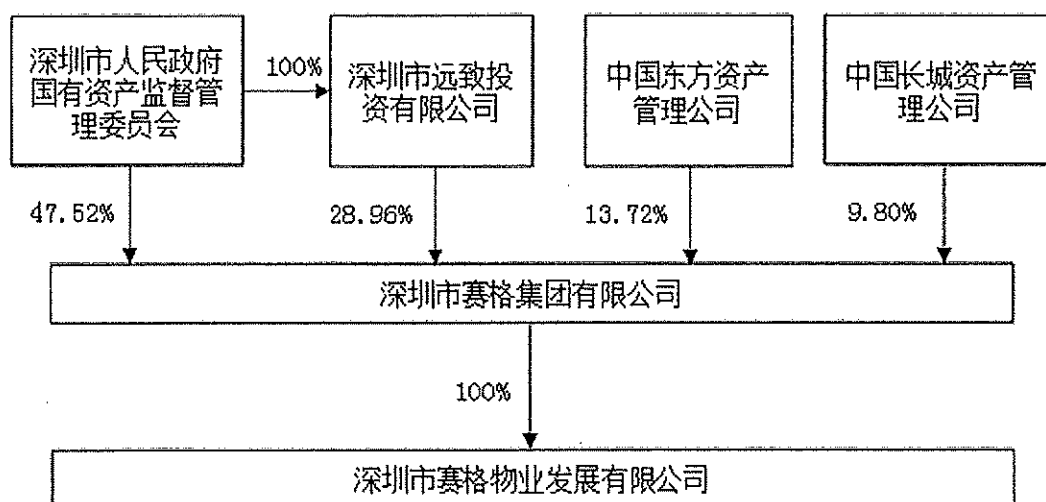 深圳市人民政府
国有资产监督管
理委员会
100%
深圳市远致投
资有限公司
中国东方资产
管理公司
中国长城资产管
理公司
47.52%
28.96%
13.72%
9.80%
深圳市赛格集团有限公司
100%
深圳市赛格物业发展有限公司